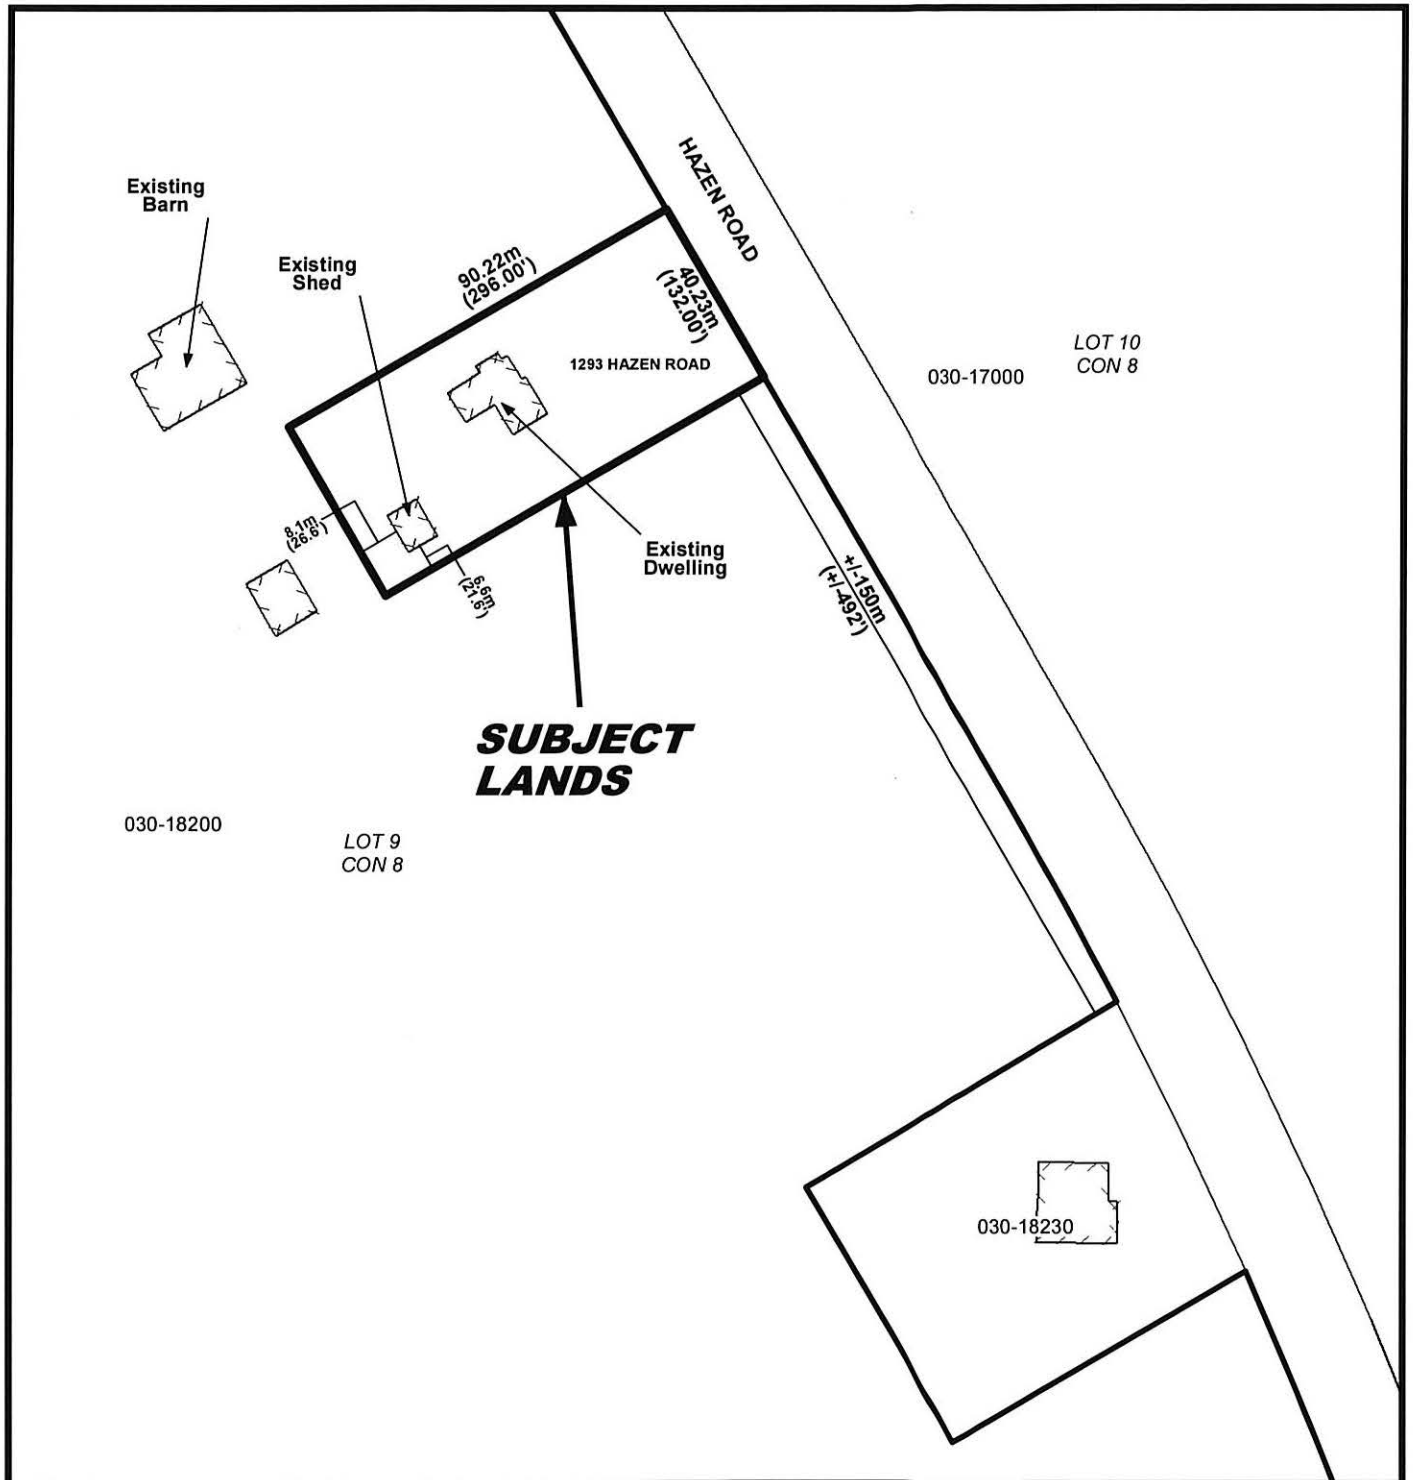 HAZEN ROAD
Existing
Barn
Existing
Shed
90.22m
(296.00')
40.23m
(132.00')
1293 HAZEN ROAD
LOT 10
CON 8
030-17000
8.1m
(26.6')
6.6m
(21.6')
Existing
Dwelling
+/-150m
(+/-492')
SUBJECT
LANDS
030-18200
LOT 9
CON 8
030-18230